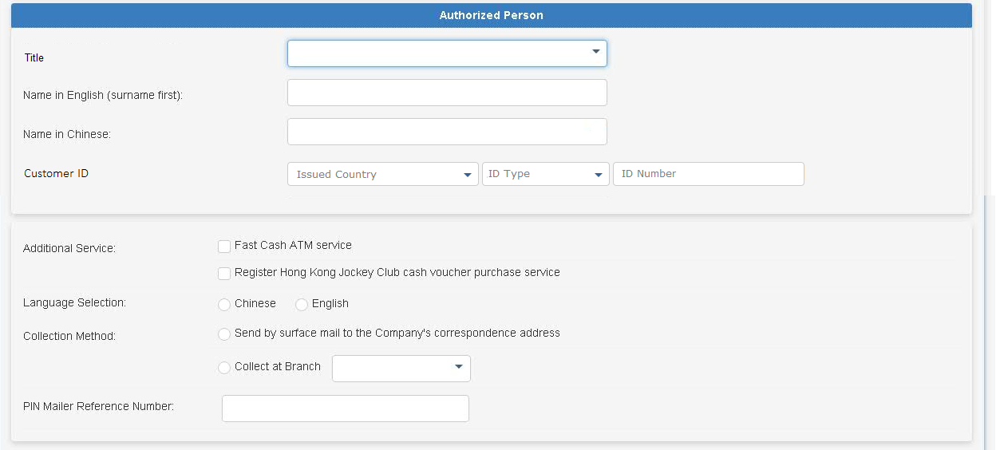 Authorized Person
Title
Name in English (surname first):
Name in Chinese:
Customer ID Issued Country ID Type ID Number
Additional Service: Fast Cash ATM service
Register Hong Kong Jockey Club cash voucher purchase service
Language Selection: Chinese English
Collection Method: Send by surface mail to the Company's correspondence address
Collect at Branch
PIN Mailer Reference Number: